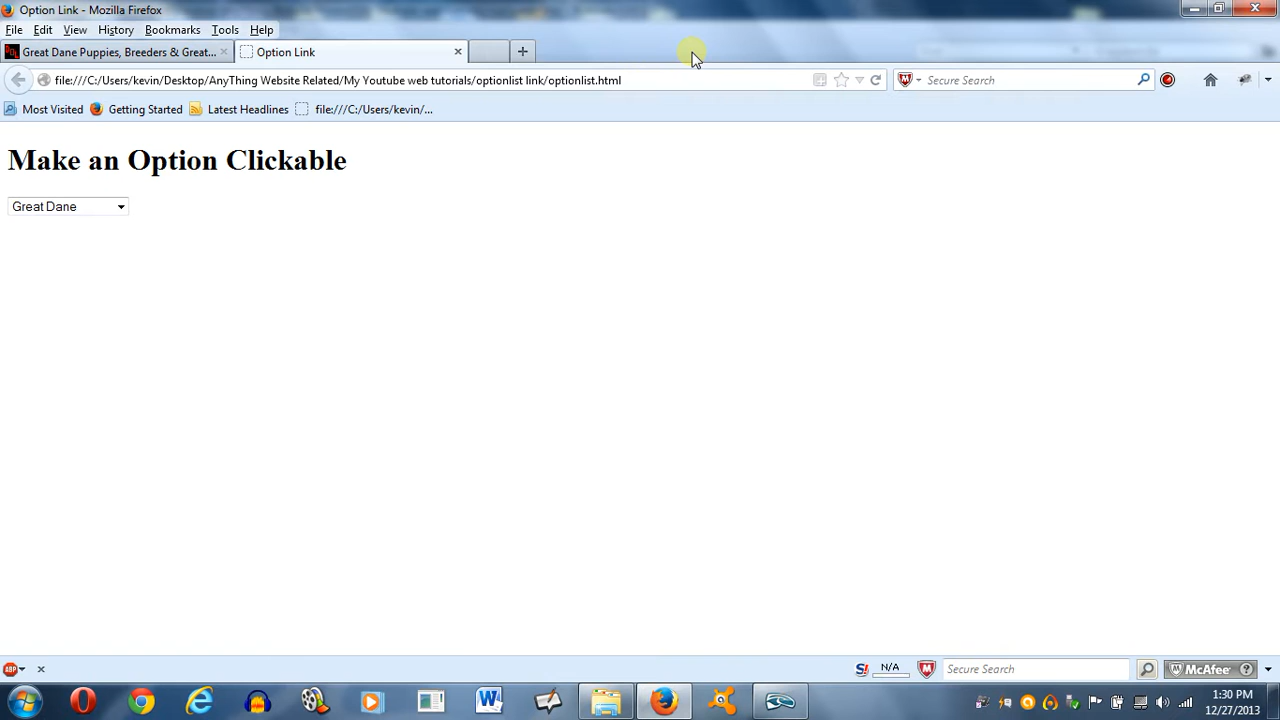 Option Link - Mozilla Firefox
File Edit View History Bookmarks Tools Help
Great Dane Puppies, Breeders & Great... Option Link
file:///C:/Users/kevin/Desktop/AnyThing Website Related/My Youtube web tutorials/optionlist link/optionlist.html Secure Search
Most Visited Getting Started Latest Headlines file:///C:/Users/kevin/...
Make an Option Clickable
Great Dane
ABP N/A Secure Search McAfee
1:30 PM
12/27/2013